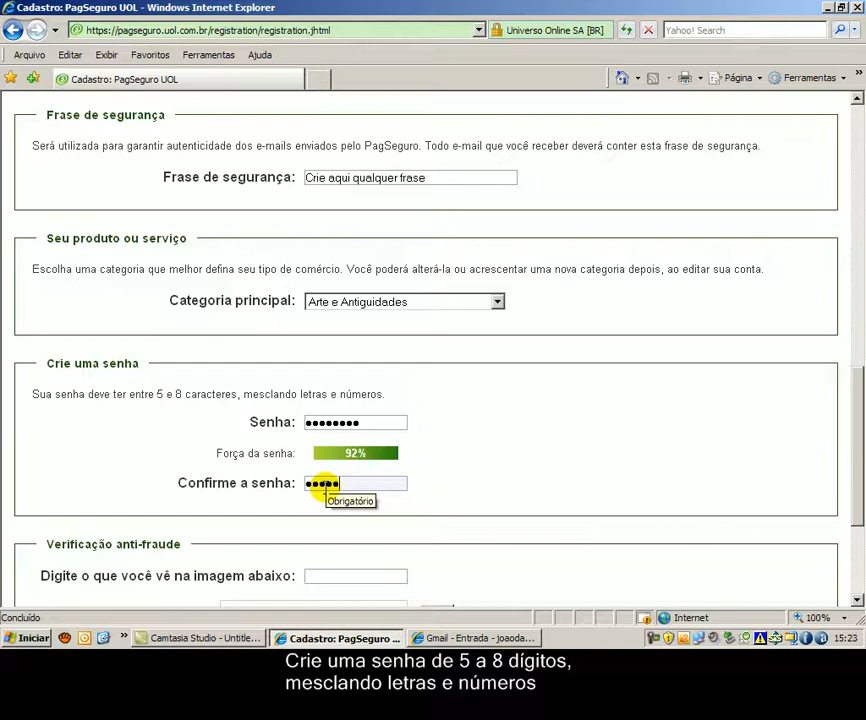 Cadastro: PagSeguro UOL - Windows Internet Explorer
https://pagseguro.uol.com.br/registration/registration.jhtml
Universo Online SA [BR]
Yahoo! Search
Arquivo Editar Exibir Favoritos Ferramentas Ajuda
Cadastro: PagSeguro UOL
Página
Ferramentas
Frase de segurança
Será utilizada para garantir autenticidade dos e-mails enviados pelo PagSeguro. Todo e-mail que você receber deverá conter esta frase de segurança.
Frase de segurança: Crie aqui qualquer frase
Seu produto ou serviço
Escolha uma categoria que melhor defina seu tipo de comércio. Você poderá alterá-la ou acrescentar uma nova categoria depois, ao editar sua conta.
Categoria principal: Arte e Antiguidades
Crie uma senha
Sua senha deve ter entre 5 e 8 caracteres, mesclando letras e números.
Senha: ●●●●●●●●
Força da senha: 92%
Confirme a senha: ●●●●●
Obrigatório
Verificação anti-fraude
Digite o que você vê na imagem abaixo:
Concluído
Internet
100%
Iniciar
Camtasia Studio - Untitle...
Cadastro: PagSeguro ...
Gmail - Entrada - joaoda...
15:23
Crie uma senha de 5 a 8 dígitos,
mesclando letras e números